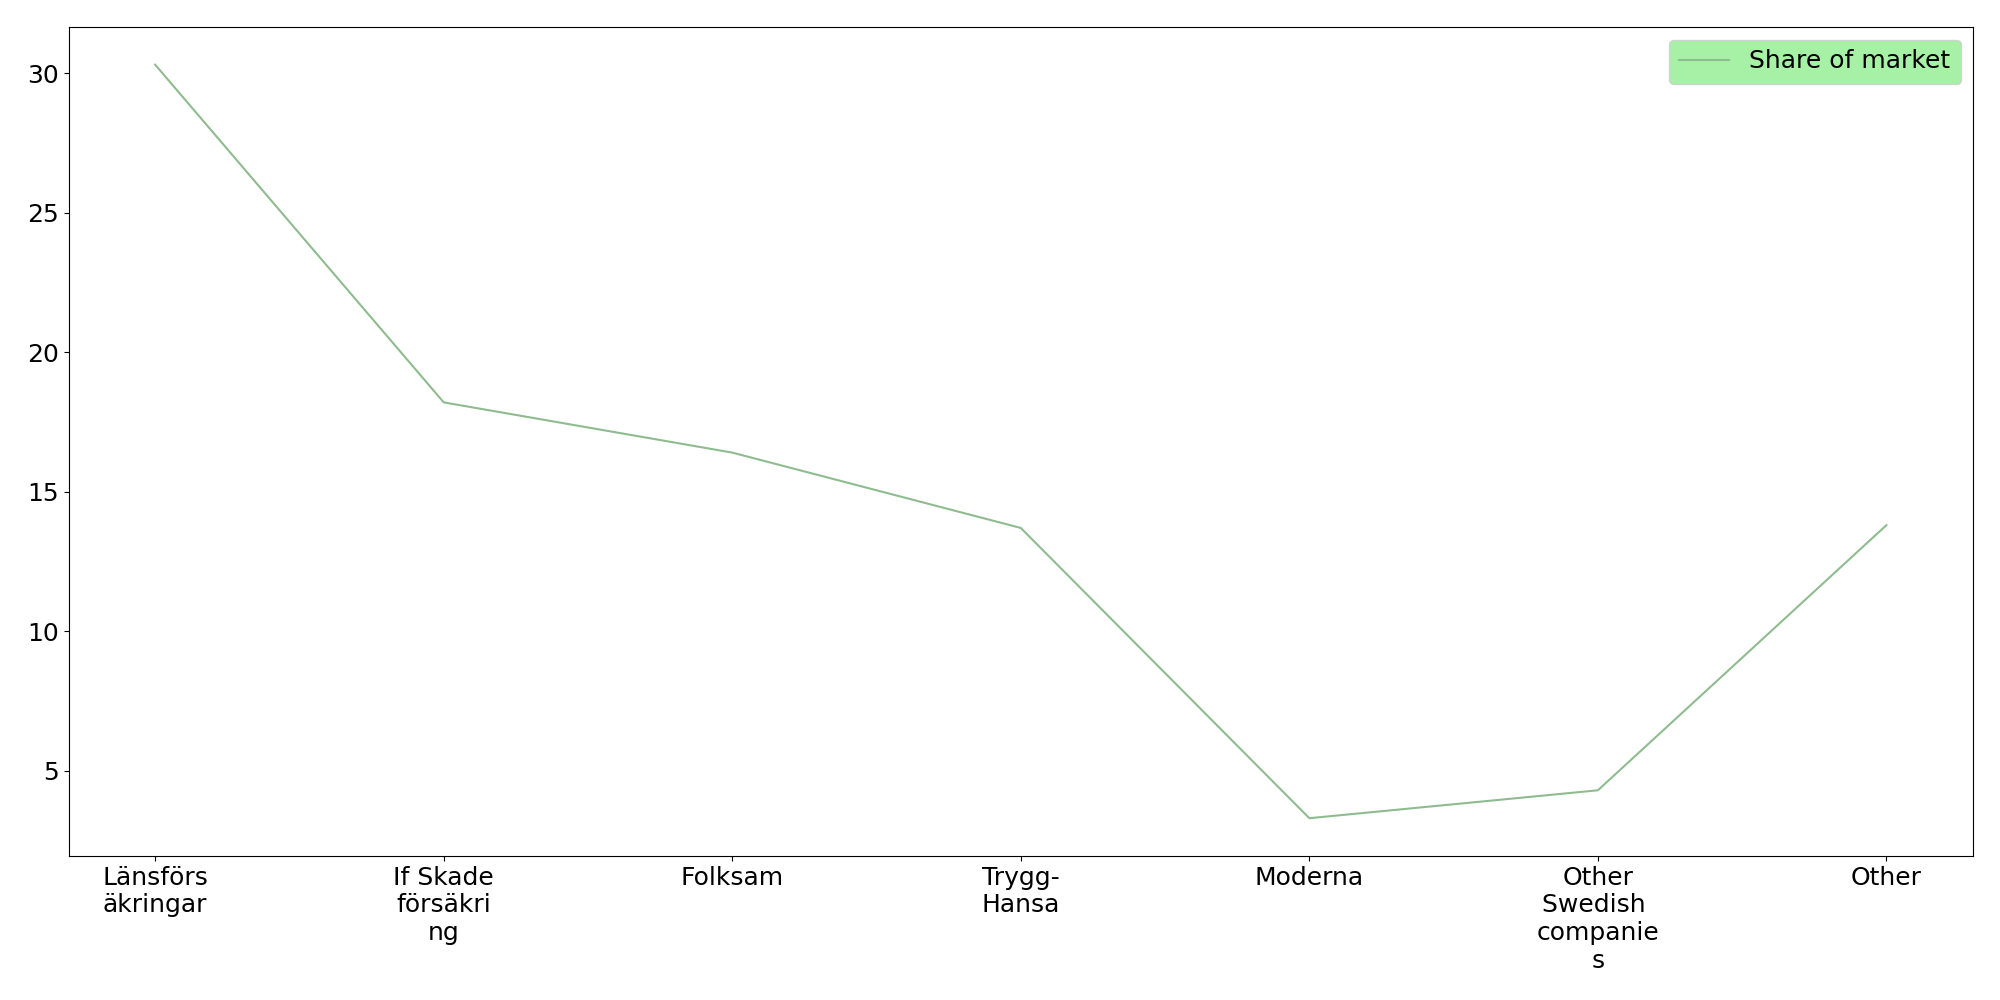 Share of market
30
25
20
15
10
5
Länsförs
äkringar
If Skade
försäkri
ng
Folksam
Trygg-
Hansa
Moderna
Other
Swedish
companie
s
Other